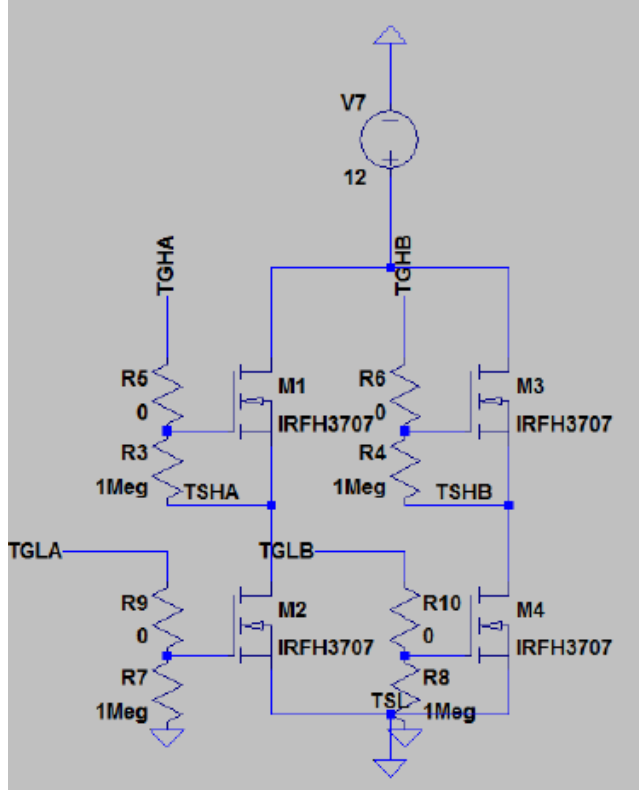 V7
12
TGHA
TGHB
R5
0
M1
IRFH3707
R6
0
M3
IRFH3707
R3
1Meg
TSHA
R4
1Meg
TSHB
TGLA
TGLB
R9
0
M2
IRFH3707
R10
0
M4
IRFH3707
R7
1Meg
TSL
R8
1Meg